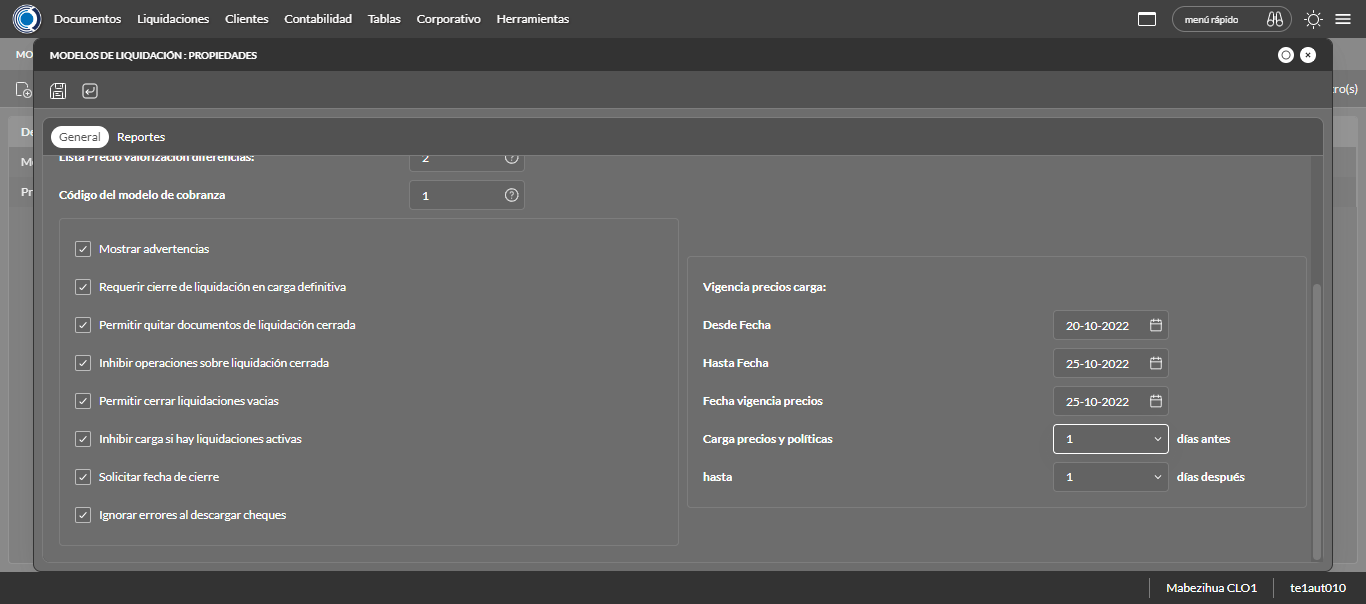 Documentos Liquidaciones Clientes Contabilidad Tablas Corporativo Herramientas menú rápido
MO
MODELOS DE LIQUIDACIÓN : PROPIEDADES
ro(s)
General Reportes
De
Mo
Pr
Lista Precio valorización diferencias: 2
Código del modelo de cobranza 1
Mostrar advertencias
Requerir cierre de liquidación en carga definitiva
Permitir quitar documentos de liquidación cerrada
Inhibir operaciones sobre liquidación cerrada
Permitir cerrar liquidaciones vacias
Inhibir carga si hay liquidaciones activas
Solicitar fecha de cierre
Ignorar errores al descargar cheques
Vigencia precios carga:
Desde Fecha 20-10-2022
Hasta Fecha 25-10-2022
Fecha vigencia precios 25-10-2022
Carga precios y políticas 1 días antes
hasta 1 días después
Mabezihua CLO1 te1aut010